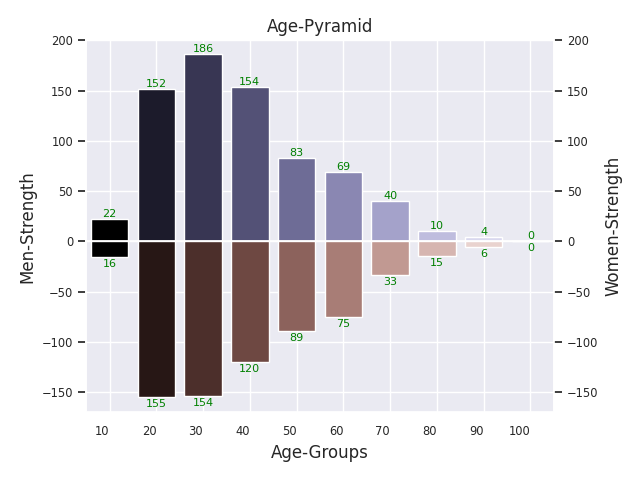 Age-Pyramid
200 186 200
150 152 154 150
100 83 100
50 69 50
22 40
10 4 0
0 0 0
16 15 6
−50 33 −50
89 75
−100 120 −100
−150 155 154 −150
10 20 30 40 50 60 70 80 90 100
Age-Groups
Men-Strength
Women-Strength